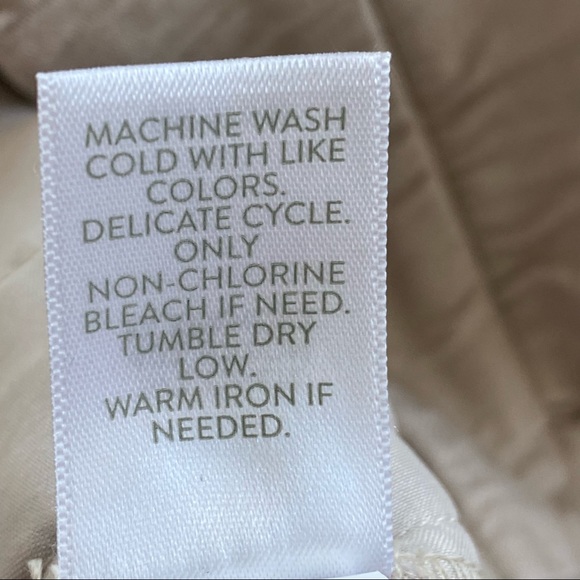 MACHINE WASH
COLD WITH LIKE
COLORS.
DELICATE CYCLE.
ONLY
NON-CHLORINE
BLEACH IF NEED.
TUMBLE DRY
LOW.
WARM IRON IF
NEEDED.